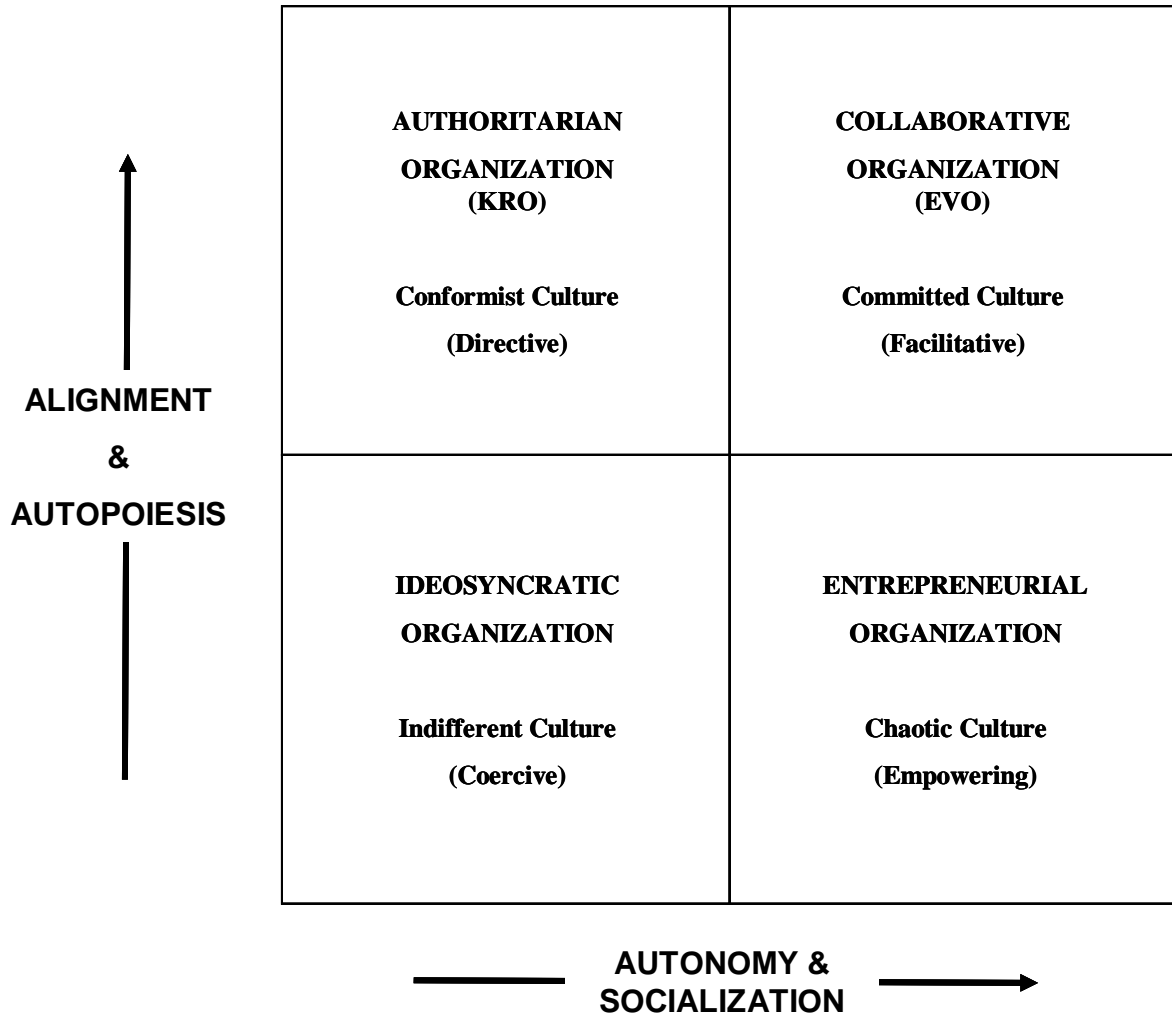 AUTHORITARIAN
ORGANIZATION
(KRO)
Conformist Culture
(Directive)
COLLABORATIVE
ORGANIZATION
(EVO)
Committed Culture
(Facilitative)
ALIGNMENT
&
AUTOPOIESIS
IDEOSYNCRATIC
ORGANIZATION
Indifferent Culture
(Coercive)
ENTREPRENEURIAL
ORGANIZATION
Chaotic Culture
(Empowering)
AUTONOMY &
SOCIALIZATION